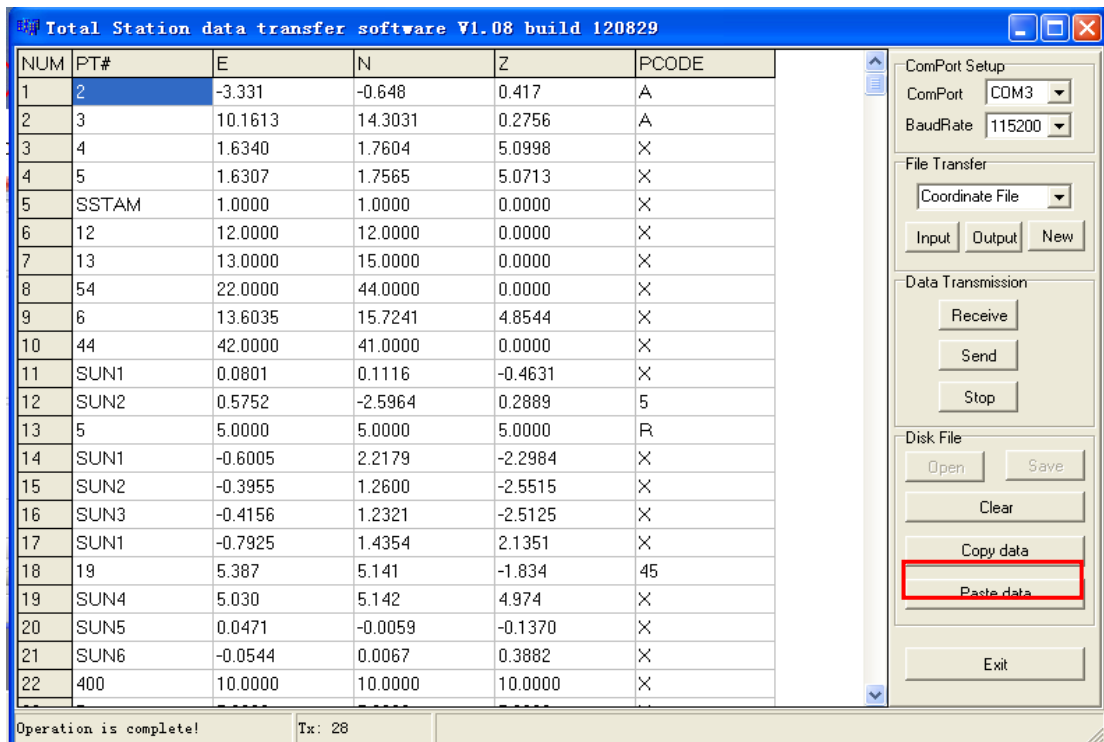 Total Station data transfer software V1.08 build 120829
NUM PT# E N Z PCODE
1 2 -3.331 -0.648 0.417 A
2 3 10.1613 14.3031 0.2756 A
3 4 1.6340 1.7604 5.0998 X
4 5 1.6307 1.7565 5.0713 X
5 SSTAM 1.0000 1.0000 0.0000 X
6 12 12.0000 12.0000 0.0000 X
7 13 13.0000 15.0000 0.0000 X
8 54 22.0000 44.0000 0.0000 X
9 6 13.6035 15.7241 4.8544 X
10 44 42.0000 41.0000 0.0000 X
11 SUN1 0.0801 0.1116 -0.4631 X
12 SUN2 0.5752 -2.5964 0.2889 5
13 5 5.0000 5.0000 5.0000 R
14 SUN1 -0.6005 2.2179 -2.2984 X
15 SUN2 -0.3955 1.2600 -2.5515 X
16 SUN3 -0.4156 1.2321 -2.5125 X
17 SUN1 -0.7925 1.4354 2.1351 X
18 19 5.387 5.141 -1.834 45
19 SUN4 5.030 5.142 4.974 X
20 SUN5 0.0471 -0.0059 -0.1370 X
21 SUN6 -0.0544 0.0067 0.3882 X
22 400 10.0000 10.0000 10.0000 X
ComPort Setup
ComPort COM3
BaudRate 115200
File Transfer
Coordinate File
Input Output New
Data Transmission
Receive
Send
Stop
Disk File
Open Save
Clear
Copy data
Paste data
Exit
Operation is complete! Tx: 28